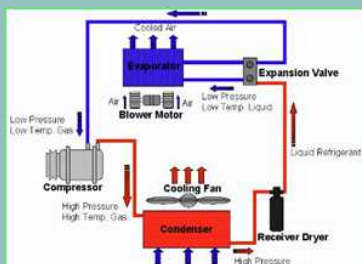 Cooled Air
Evaporator
Expansion Valve
Air
Air
Blower Motor
Low Pressure
Low Temp. Liquid
Low Pressure
Low Temp. Gas
Liquid Refrigerant
Compressor
Cooling Fan
High Pressure
High Temp. Gas
Condenser
Receiver Dryer
High Pressure